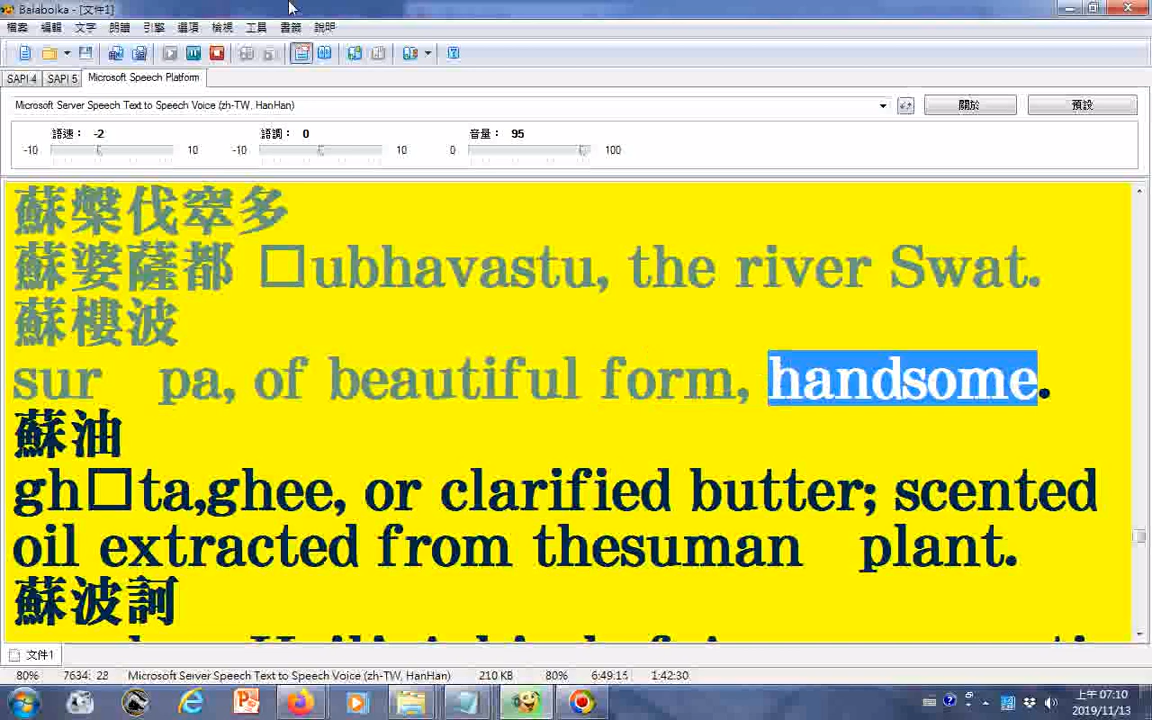 Balabolka - [文件1]
檔案 編輯 文字 朗讀 引擎 選項 檢視 工具 書籤 說明
SAPI 4 SAPI 5 Microsoft Speech Platform
Microsoft Server Speech Text to Speech Voice (zh-TW, HanHan) 關於 預設
語速： -2 語調： 0 音量： 95
-10 10 -10 10 0 100
蘇槃伐窣多
蘇婆薩都 □ubhavastu, the river Swat.
蘇樓波
sur pa, of beautiful form, handsome.
蘇油
gh□ta,ghee, or clarified butter; scented
oil extracted from thesuman plant.
蘇波訶
文件1
80% 7634: 28 Microsoft Server Speech Text to Speech Voice (zh-TW, HanHan) 210 KB 80% 6:49:15 1:42:30
上午 07:10
2019/11/13